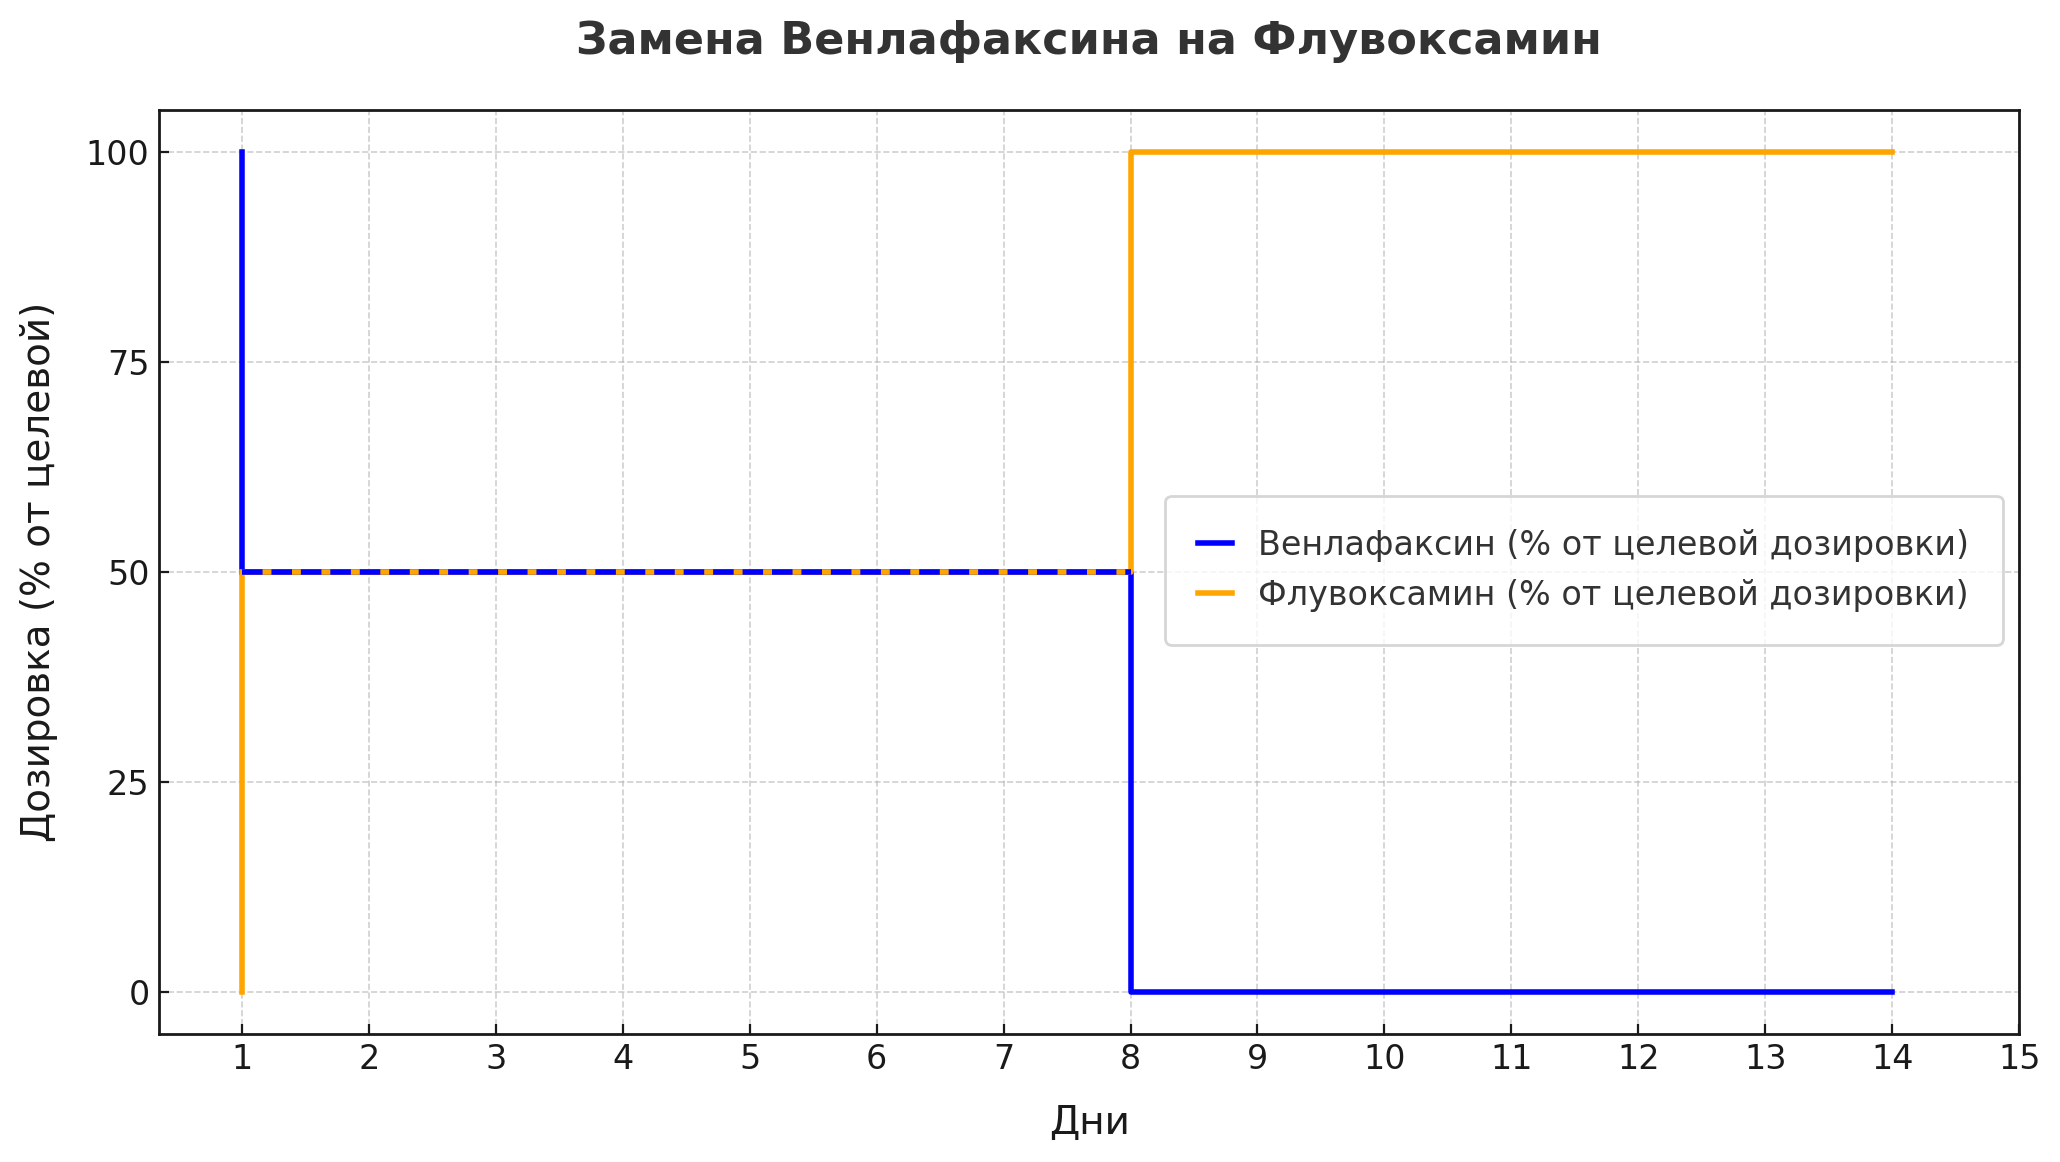 Замена Венлафаксина на Флувоксамин
Дозировка (% от целевой)
100
75
50
25
0
Венлафаксин (% от целевой дозировки)
Флувоксамин (% от целевой дозировки)
1 2 3 4 5 6 7 8 9 10 11 12 13 14 15
Дни